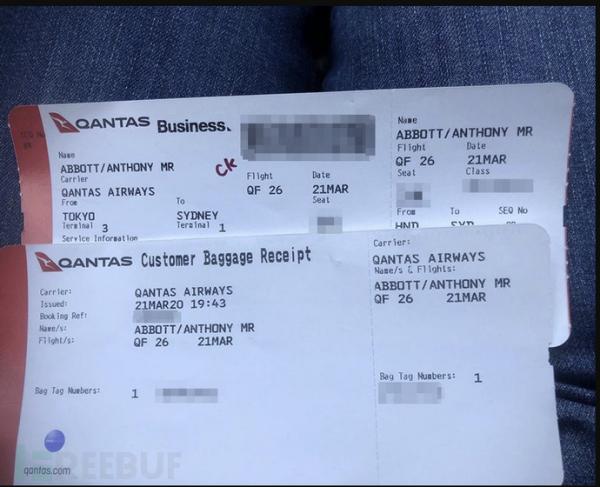 QANTAS Business.
Name
ABBOTT/ANTHONY MR
Carrier
QANTAS AIRWAYS
From To
TOKYO SYDNEY
Terminal 3 Terminal 1
Service Information
CK
Flight Date
QF 26 21MAR
Seat
Name
ABBOTT/ANTHONY MR
Flight Date
QF 26 21MAR
Seat Class
From To SEQ No
HND SYD
QANTAS Customer Baggage Receipt
Carrier: QANTAS AIRWAYS
Issued: 21MAR20 19:43
Booking Ref:
Name/s: ABBOTT/ANTHONY MR
Flight/s: QF 26 21MAR
Bag Tag Numbers: 1
qantas.com
Carrier:
QANTAS AIRWAYS
Name/s & Flights:
ABBOTT/ANTHONY MR
QF 26 21MAR
Bag Tag Numbers: 1
REEBUF